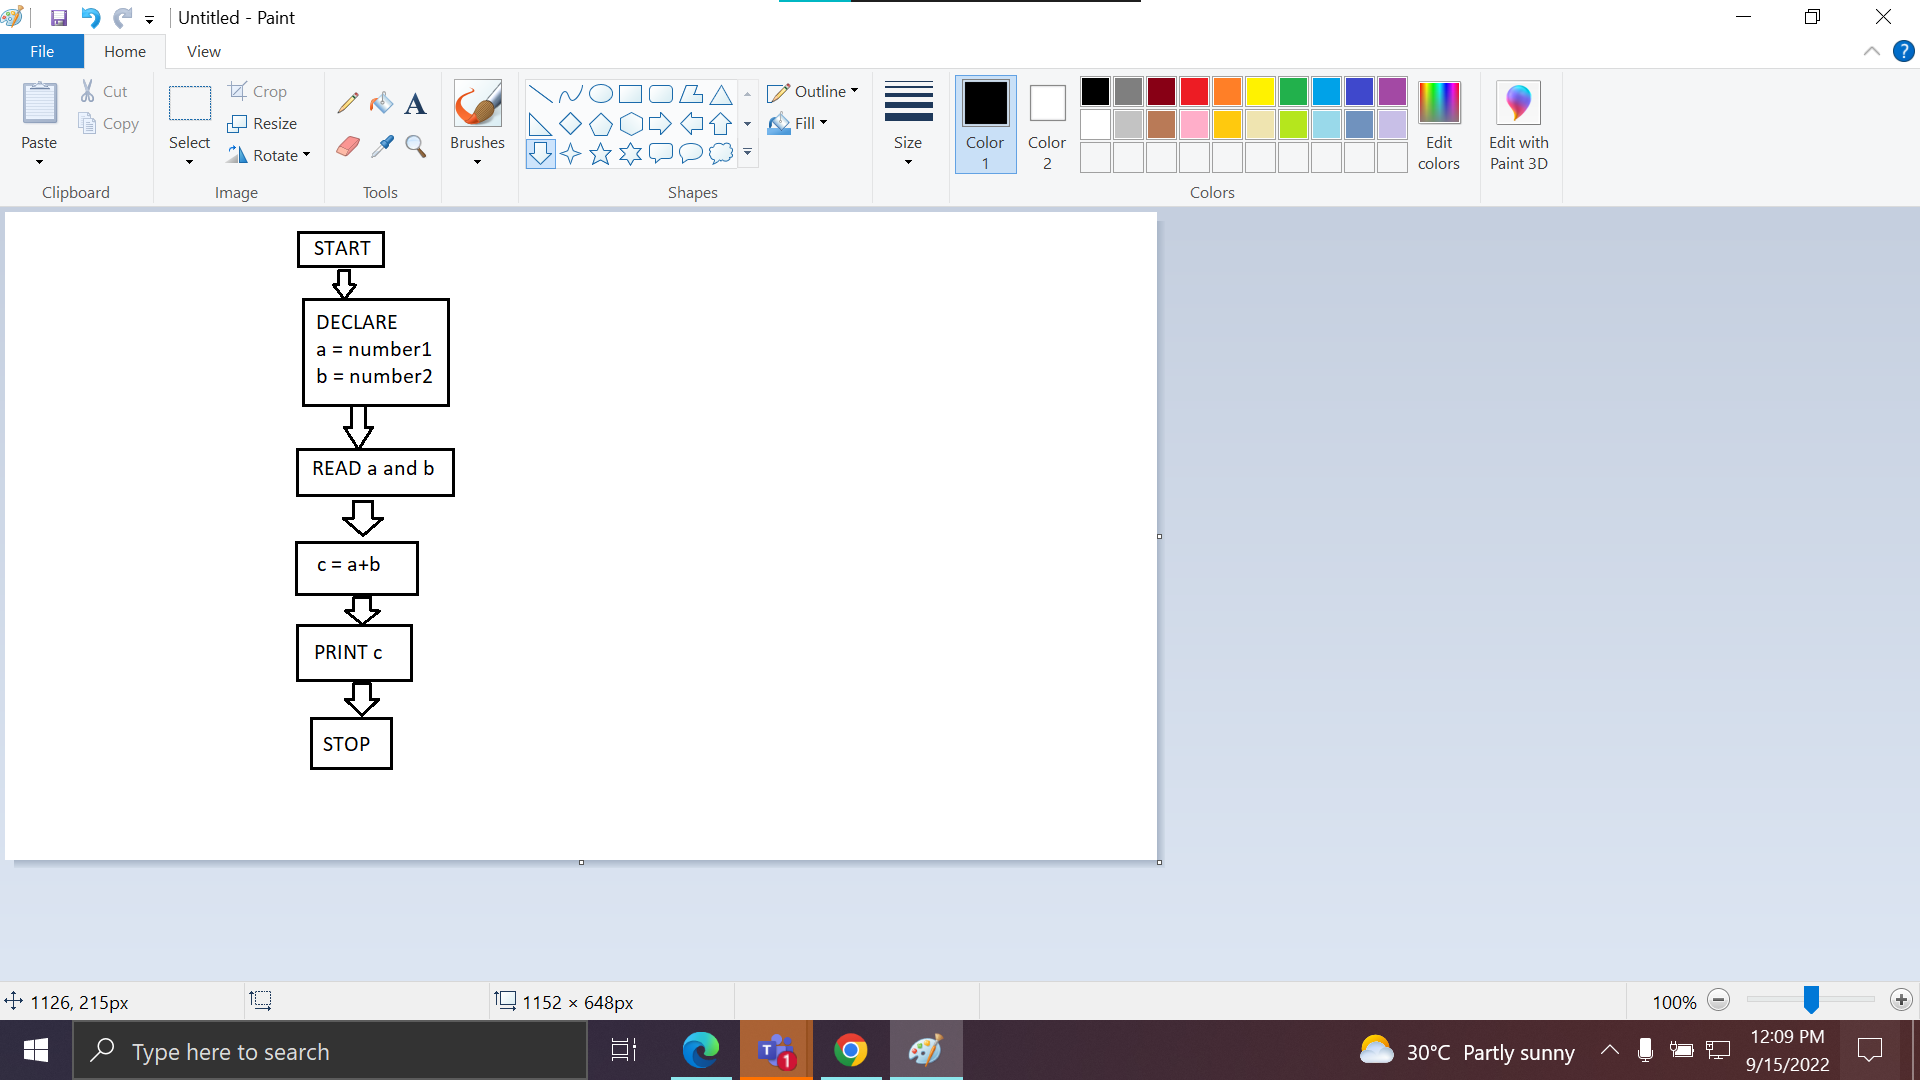 Untitled - Paint
File Home View
Paste
Cut
Copy
Clipboard
Select
Crop
Resize
Rotate
Image
A
Tools
Brushes
Shapes
Outline
Fill
Size
Color 1
Color 2
Edit colors
Colors
Edit with Paint 3D
START
DECLARE
a = number1
b = number2
READ a and b
c = a+b
PRINT c
STOP
1126, 215px
1152 × 648px
100%
Type here to search
1
30°C Partly sunny
12:09 PM
9/15/2022